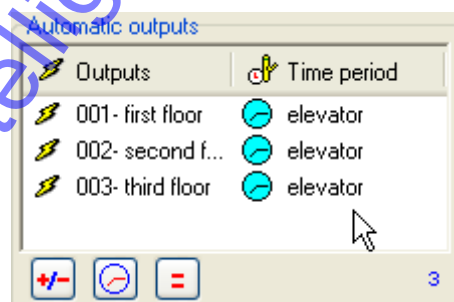 Automatic outputs
Outputs Time period
001- first floor elevator
002- second f... elevator
003- third floor elevator
+/- = 3